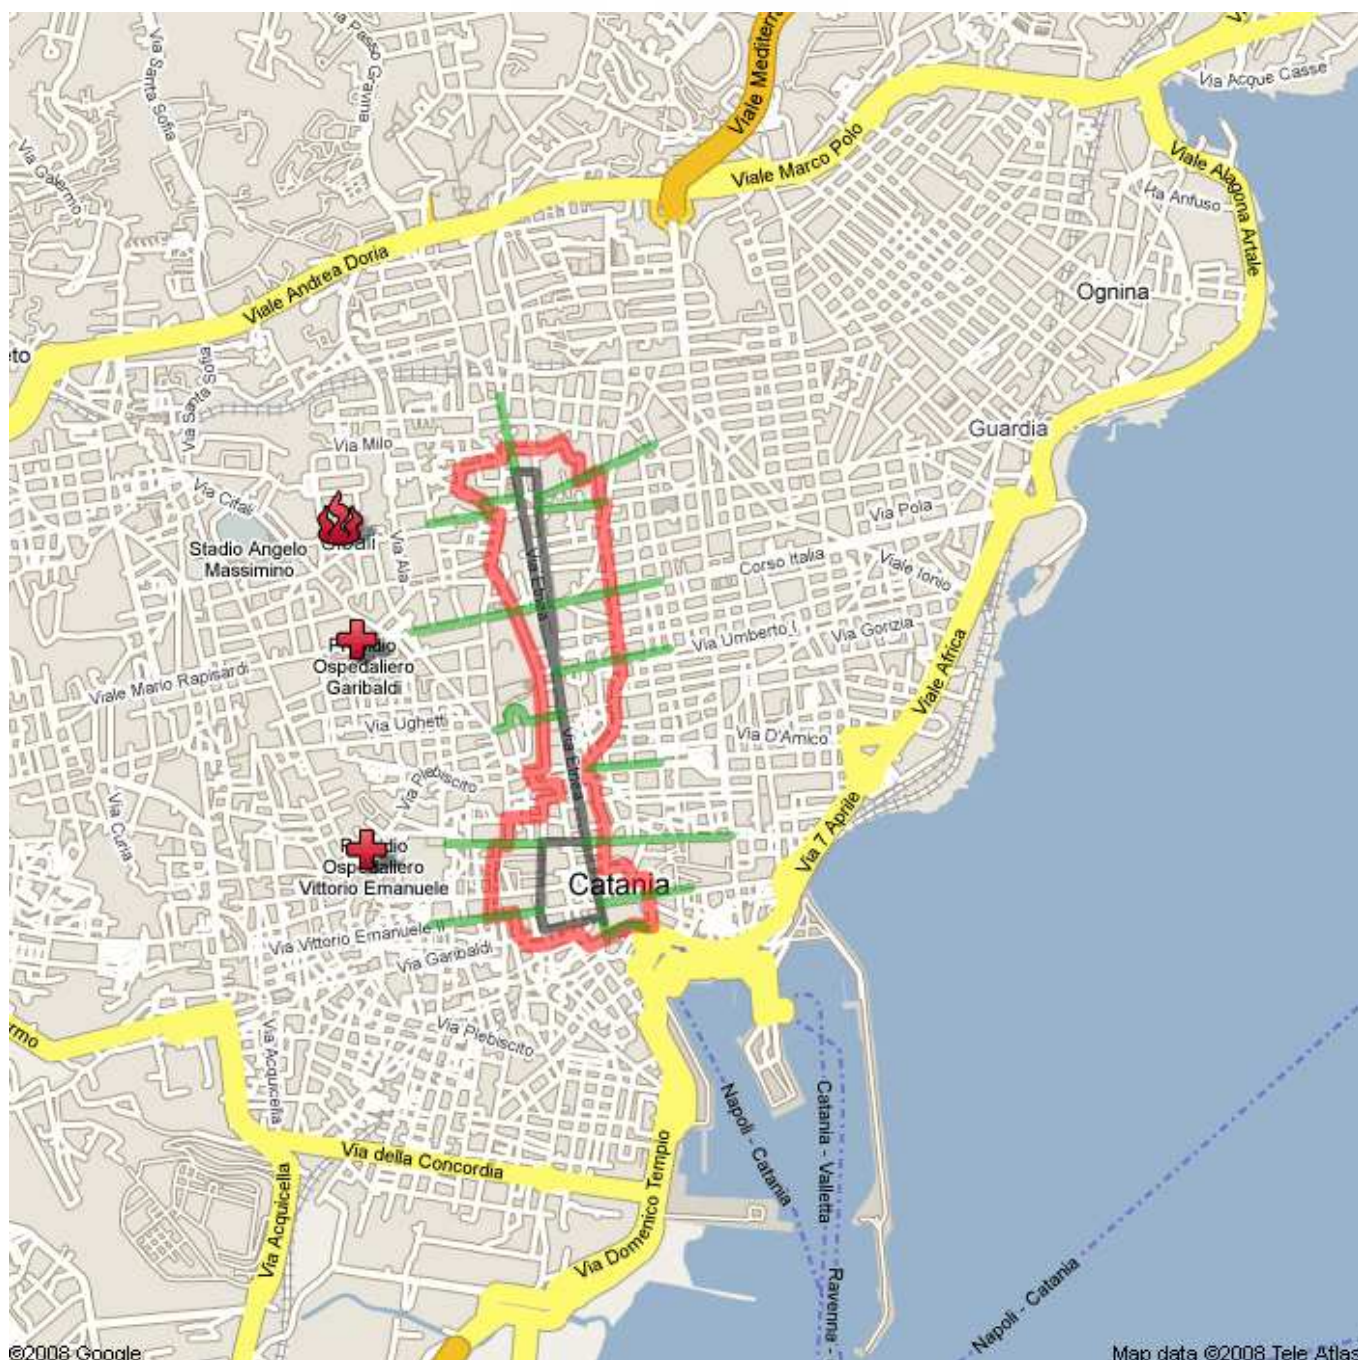 Via Santa Sofia
Via Passo Gravina
Viale Mediterra
Via Acque Casse
Via Galermo
Viale Marco Polo
Viale Alagona Artale
Via Anfuso
Viale Andrea Doria
Ognina
eto
Via Santa Sofia
Guardia
Via Milo
Via Cifali
Via Pola
Stadio Angelo
Massimino
Via Ala
Corso Italia
Viale Ionio
Via Etnea
Via Umberto I
Via Gorizia
Ospedaliero
Garibaldi
Viale Mario Rapisardi
Viale Africa
Via Ughetti
Via D'Amico
Via Etnea
Via Plebiscito
Via Curia
Via 7 Aprile
Ospedaliero
Vittorio Emanuele
Catania
Via Vittorio Emanuele II
Via Garibaldi
rmo
Via Plebiscito
Via Acquicella
Via della Concordia
Napoli - Catania
Catania - Valletta
Via Acquicella
Via Domenico Tempio
Ravenna -
Napoli - Catania
©2008 Google
Map data ©2008 Tele Atlas